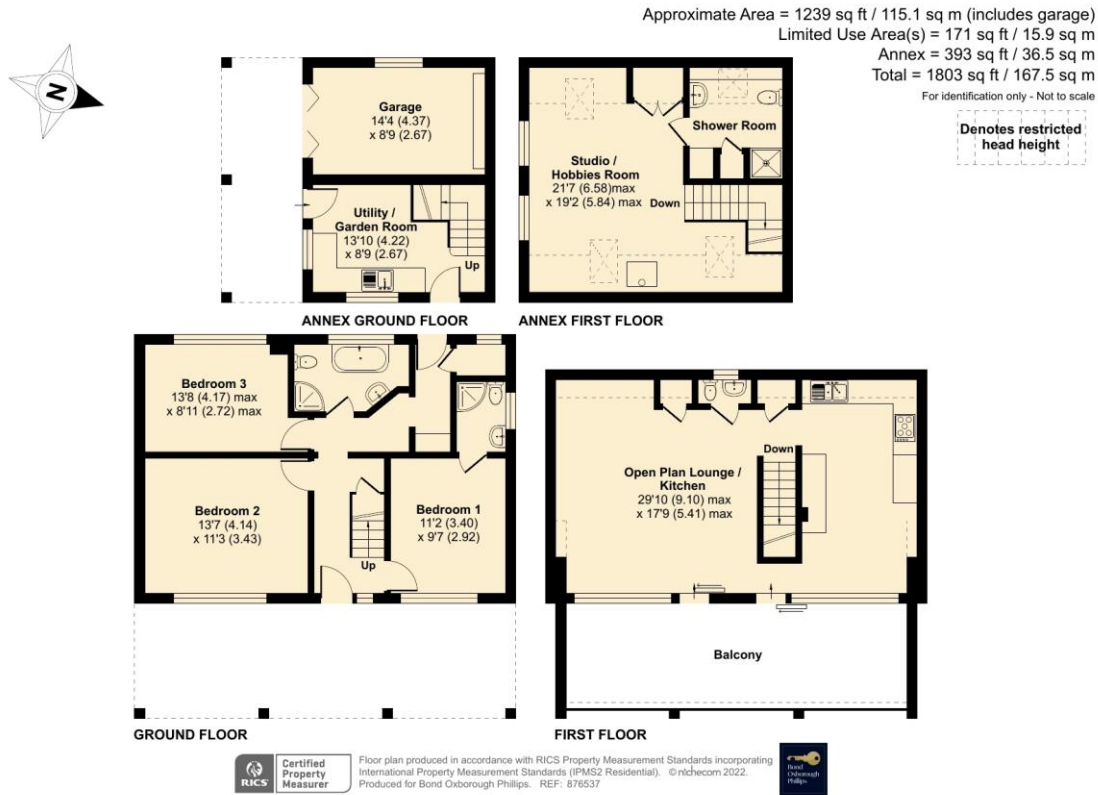 Approximate Area = 1239 sq ft / 115.1 sq m (includes garage)
Limited Use Area(s) = 171 sq ft / 15.9 sq m
Annex = 393 sq ft / 36.5 sq m
Total = 1803 sq ft / 167.5 sq m
For identification only - Not to scale
Denotes restricted
head height
N
Garage
14'4 (4.37)
x 8'9 (2.67)
Utility /
Garden Room
13'10 (4.22)
x 8'9 (2.67)
Up
ANNEX GROUND FLOOR
Shower Room
Studio /
Hobbies Room
21'7 (6.58)max
x 19'2 (5.84) max
Down
ANNEX FIRST FLOOR
Bedroom 3
13'8 (4.17) max
x 8'11 (2.72) max
Bedroom 2
13'7 (4.14)
x 11'3 (3.43)
Bedroom 1
11'2 (3.40)
x 9'7 (2.92)
Up
GROUND FLOOR
Down
Open Plan Lounge /
Kitchen
29'10 (9.10) max
x 17'9 (5.41) max
Balcony
FIRST FLOOR
RICS
Certified
Property
Measurer
Floor plan produced in accordance with RICS Property Measurement Standards incorporating
International Property Measurement Standards (IPMS2 Residential). © nichecom 2022.
Produced for Bond Oxborough Phillips. REF: 876537
Bond
Oxborough
Phillips